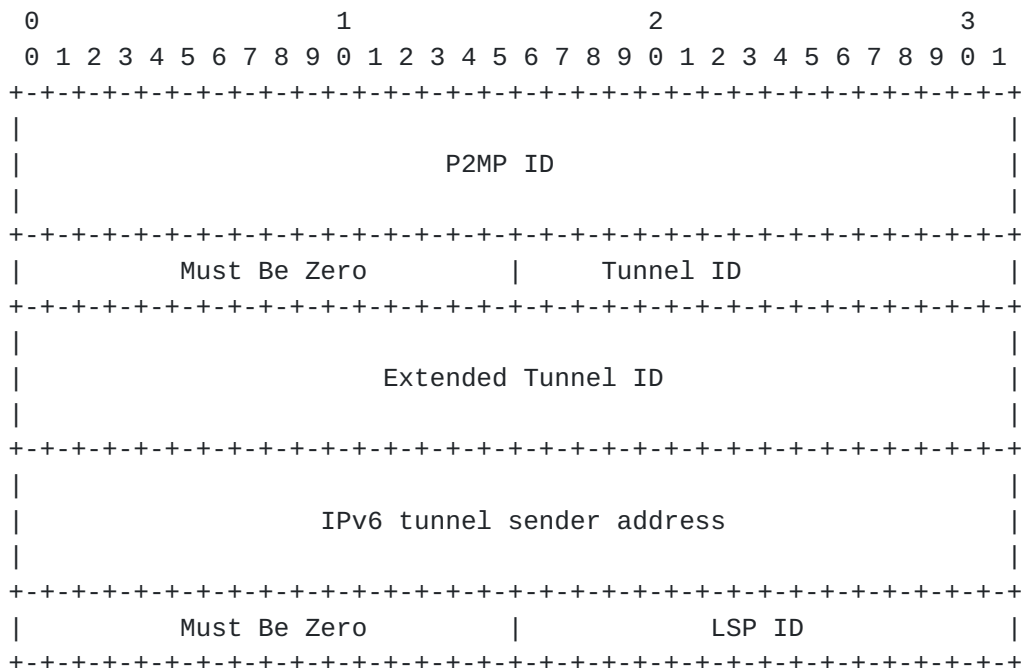 0                   1                   2                   3
 0 1 2 3 4 5 6 7 8 9 0 1 2 3 4 5 6 7 8 9 0 1 2 3 4 5 6 7 8 9 0 1
+-+-+-+-+-+-+-+-+-+-+-+-+-+-+-+-+-+-+-+-+-+-+-+-+-+-+-+-+-+-+-+-+
|                                                               |
|                           P2MP ID                             |
|                                                               |
+-+-+-+-+-+-+-+-+-+-+-+-+-+-+-+-+-+-+-+-+-+-+-+-+-+-+-+-+-+-+-+-+
|          Must Be Zero         |     Tunnel ID                 |
+-+-+-+-+-+-+-+-+-+-+-+-+-+-+-+-+-+-+-+-+-+-+-+-+-+-+-+-+-+-+-+-+
|                                                               |
|                       Extended Tunnel ID                      |
|                                                               |
+-+-+-+-+-+-+-+-+-+-+-+-+-+-+-+-+-+-+-+-+-+-+-+-+-+-+-+-+-+-+-+-+
|                                                               |
|                   IPv6 tunnel sender address                  |
|                                                               |
+-+-+-+-+-+-+-+-+-+-+-+-+-+-+-+-+-+-+-+-+-+-+-+-+-+-+-+-+-+-+-+-+
|          Must Be Zero         |            LSP ID             |
+-+-+-+-+-+-+-+-+-+-+-+-+-+-+-+-+-+-+-+-+-+-+-+-+-+-+-+-+-+-+-+-+